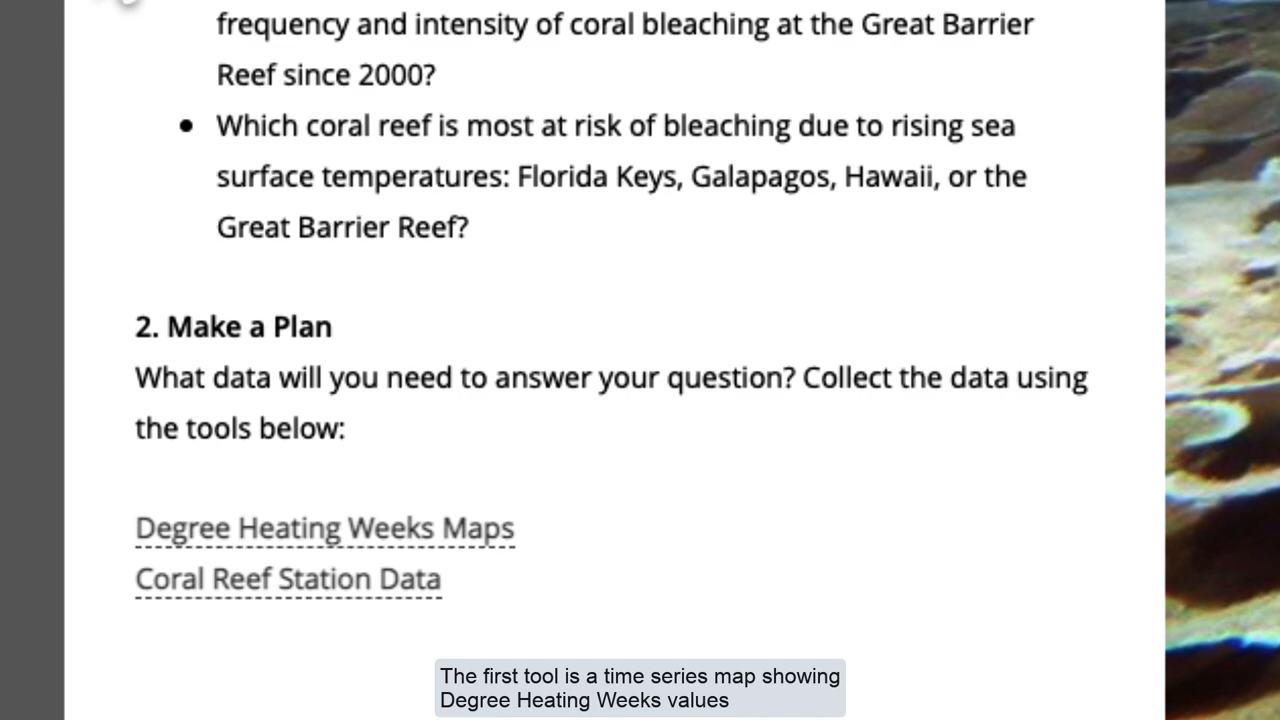 frequency and intensity of coral bleaching at the Great Barrier
Reef since 2000?
• Which coral reef is most at risk of bleaching due to rising sea
surface temperatures: Florida Keys, Galapagos, Hawaii, or the
Great Barrier Reef?
2. Make a Plan
What data will you need to answer your question? Collect the data using
the tools below:
Degree Heating Weeks Maps
Coral Reef Station Data
The first tool is a time series map showing
Degree Heating Weeks values